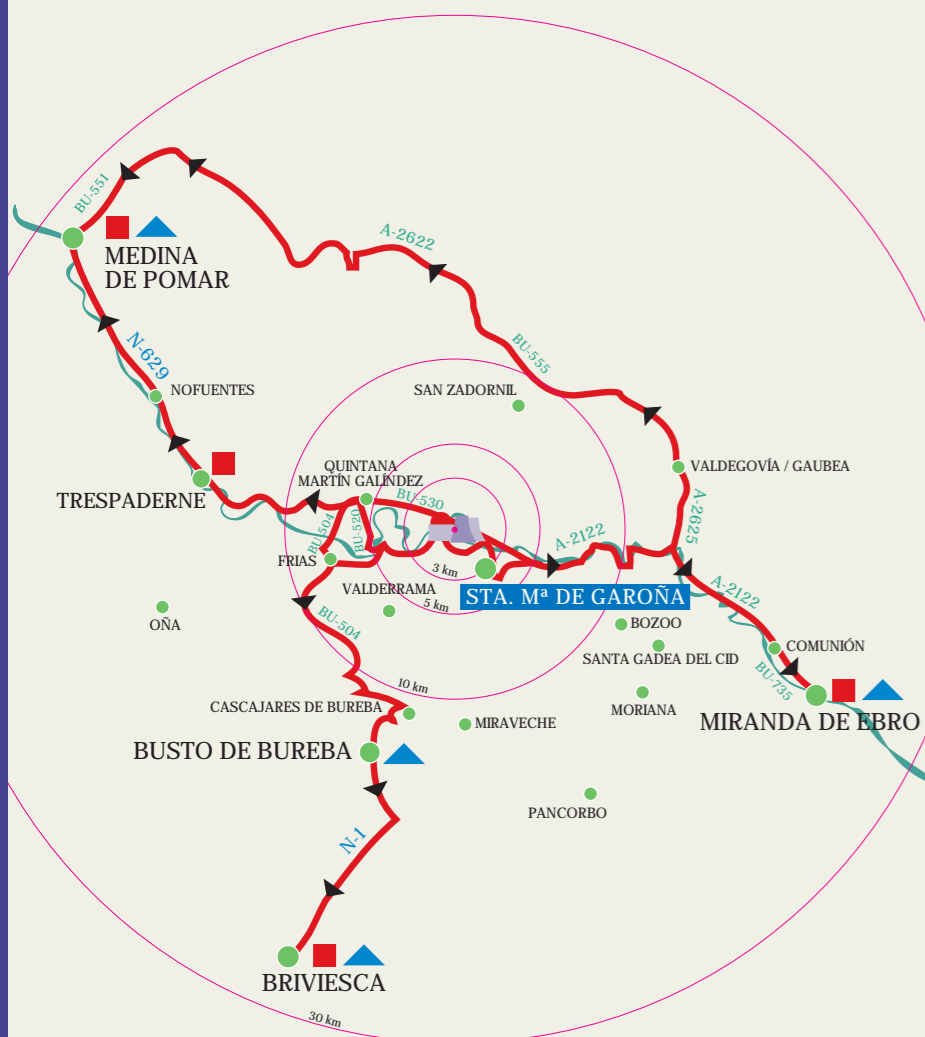 BU-551
MEDINA
DE POMAR
A-2622
N-629
BU-555
NOFUENTES
SAN ZADORNIL
TRESPADERNE
QUINTANA
MARTÍN GALÍNDEZ
BU-530
VALDEGOVÍA / GAUBEA
A-2625
BU-504
BU-520
A-2122
FRIAS
3 km
VALDERRAMA
5 km
STA. Mª DE GAROÑA
A-2122
OÑA
BU-504
BOZOO
COMUNIÓN
SANTA GADEA DEL CID
BU-735
10 km
MORIANA
CASCAJARES DE BUREBA
MIRAVECHE
MIRANDA DE EBRO
BUSTO DE BUREBA
PANCORBO
N-1
BRIVIESCA
30 km